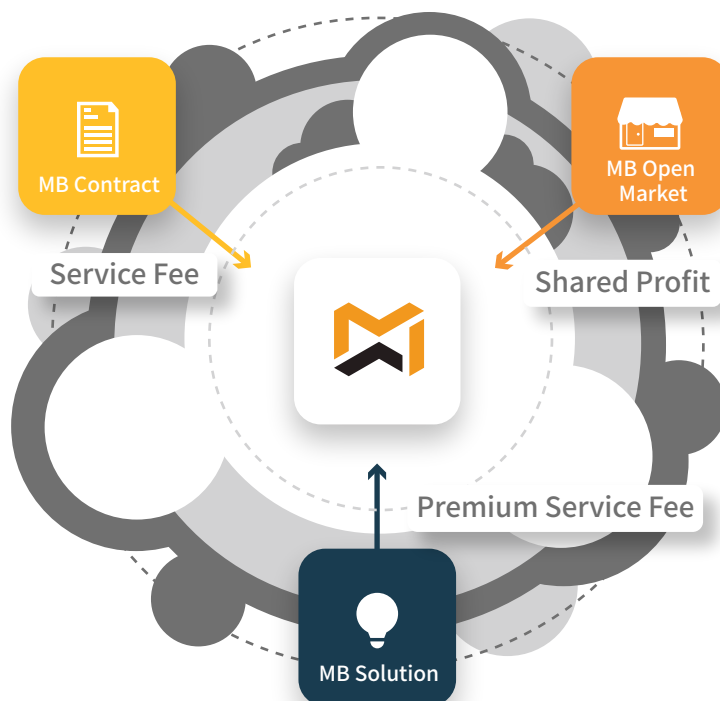 MB Contract
MB Open
Market
Service Fee
Shared Profit
Premium Service Fee
MB Solution